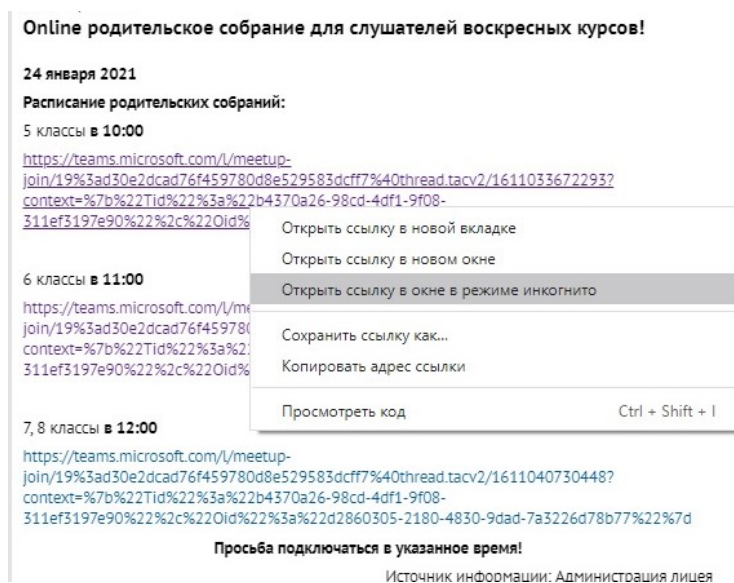 Online родительское собрание для слушателей воскресных курсов!
24 января 2021
Расписание родительских собраний:
5 классы в 10:00
https://teams.microsoft.com/l/meetup-
join/19%3ad30e2dcad76f459780d8e529583dcff7%40thread.tacv2/1611033672293?
context=%7b%22Tid%22%3a%22b4370a26-98cd-4df1-9f08-
311ef3197e90%22%2c%22Oid%
Открыть ссылку в новой вкладке
Открыть ссылку в новом окне
Открыть ссылку в окне в режиме инкогнито
Сохранить ссылку как...
Копировать адрес ссылки
Просмотреть код Ctrl + Shift + I
6 классы в 11:00
https://teams.microsoft.com/l/me
join/19%3ad30e2dcad76f459780
context=%7b%22Tid%22%3a%2
311ef3197e90%22%2c%22Oid%
7, 8 классы в 12:00
https://teams.microsoft.com/l/meetup-
join/19%3ad30e2dcad76f459780d8e529583dcff7%40thread.tacv2/1611040730448?
context=%7b%22Tid%22%3a%22b4370a26-98cd-4df1-9f08-
311ef3197e90%22%2c%22Oid%22%3a%22d2860305-2180-4830-9dad-7a3226d78b77%22%7d
Просьба подключаться в указанное время!
Источник информации: Администрация лицея